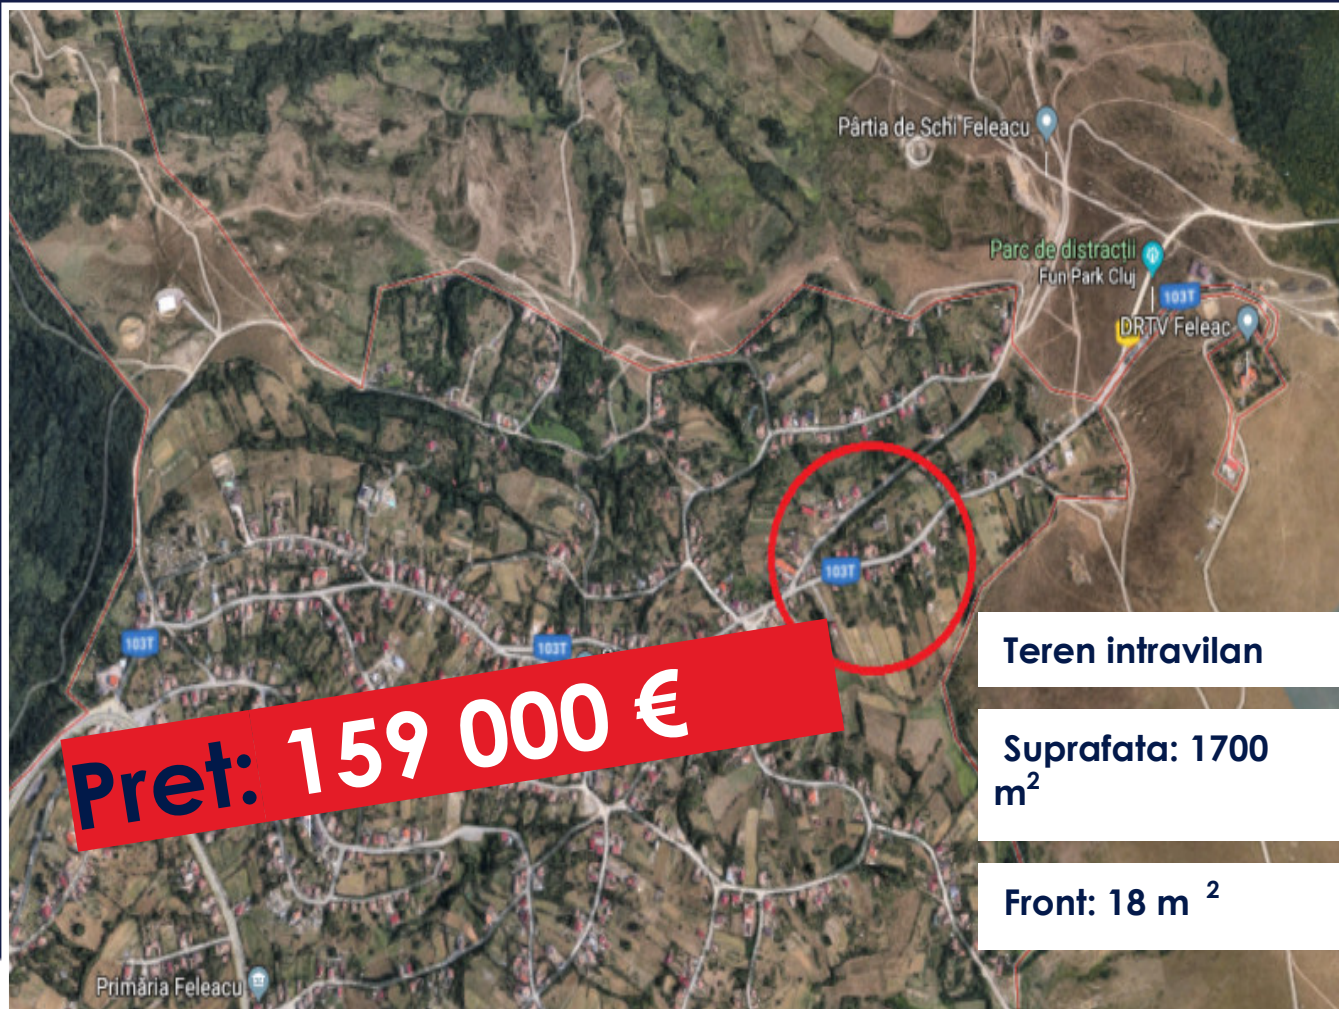 Pârtia de Schi Feleacu
Parc de distracții
Fun Park Cluj
103T
DRTV Feleac
103T
103T
103T
Teren intravilan
Pret: 159 000 €
Suprafata: 1700
m²
Front: 18 m ²
Primăria Feleacu